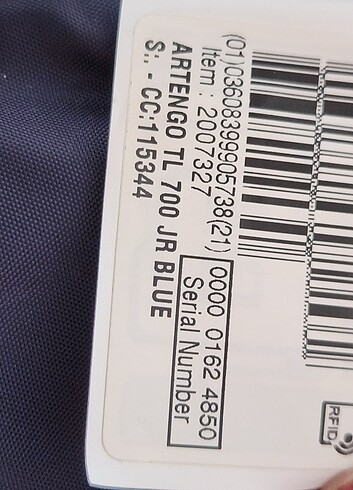 (01)03608399905738(21)
Item : 2007327
0000 0162 4850
Serial Number
ARTENGO TL 700 JR BLUE
S:. - CC:115344
RFID